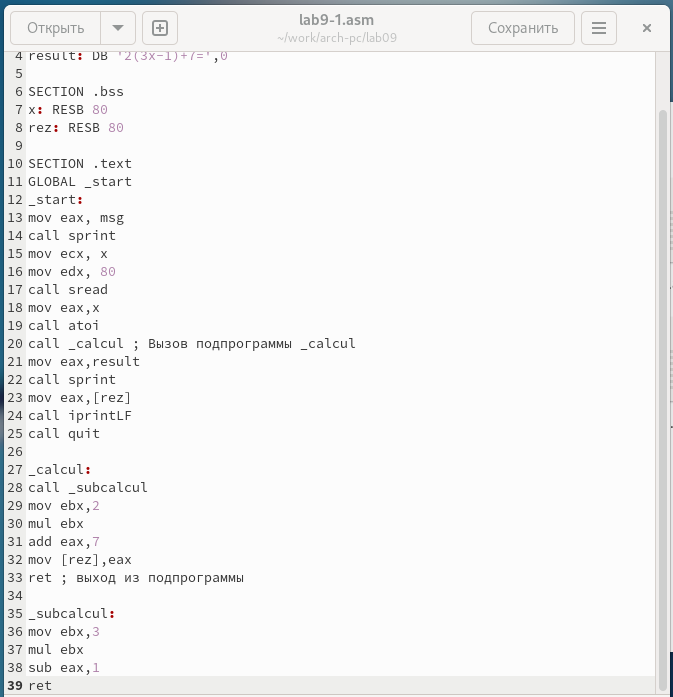 Открыть
lab9-1.asm
~/work/arch-pc/lab09
Сохранить
4 result: DB '2(3x-1)+7=',0
5
6 SECTION .bss
7 x: RESB 80
8 rez: RESB 80
9
10 SECTION .text
11 GLOBAL _start
12 _start:
13 mov eax, msg
14 call sprint
15 mov ecx, x
16 mov edx, 80
17 call sread
18 mov eax,x
19 call atoi
20 call _calcul ; Вызов подпрограммы _calcul
21 mov eax,result
22 call sprint
23 mov eax,[rez]
24 call iprintLF
25 call quit
26
27 _calcul:
28 call _subcalcul
29 mov ebx,2
30 mul ebx
31 add eax,7
32 mov [rez],eax
33 ret ; выход из подпрограммы
34
35 _subcalcul:
36 mov ebx,3
37 mul ebx
38 sub eax,1
39 ret